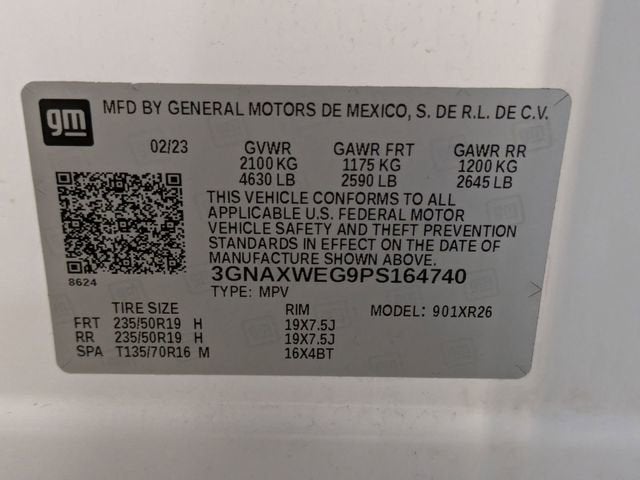 gm
MFD BY GENERAL MOTORS DE MEXICO, S. DE R.L. DE C.V.
02/23 GVWR GAWR FRT GAWR RR
2100 KG 1175 KG 1200 KG
4630 LB 2590 LB 2645 LB
THIS VEHICLE CONFORMS TO ALL
APPLICABLE U.S. FEDERAL MOTOR
VEHICLE SAFETY AND THEFT PREVENTION
STANDARDS IN EFFECT ON THE DATE OF
MANUFACTURE SHOWN ABOVE.
8624
3GNAXWEG9PS164740
TYPE: MPV
TIRE SIZE RIM MODEL: 901XR26
FRT 235/50R19 H 19X7.5J
RR 235/50R19 H 19X7.5J
SPA T135/70R16 M 16X4BT